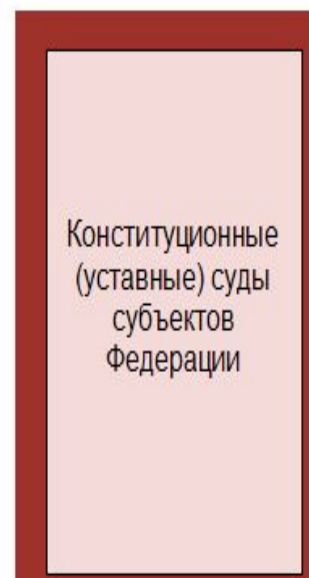 Конституционные
(уставные) суды
субъектов
Федерации